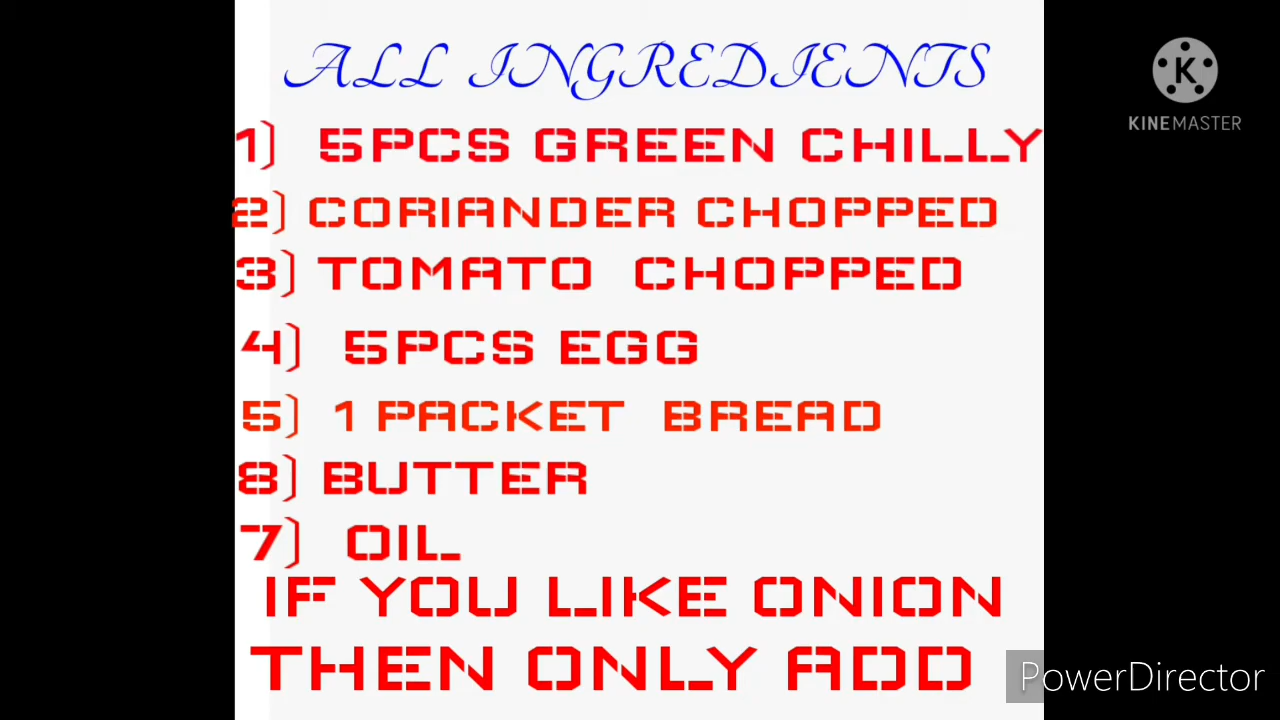 ALL INGREDIENTS
1) 5PCS GREEN CHILLY
2) CORIANDER CHOPPED
3) TOMATO CHOPPED
4) 5PCS EGG
5) 1 PACKET BREAD
8) BUTTER
7) OIL
IF YOU LIKE ONION
THEN ONLY ADD
K
KINEMASTER
PowerDirector